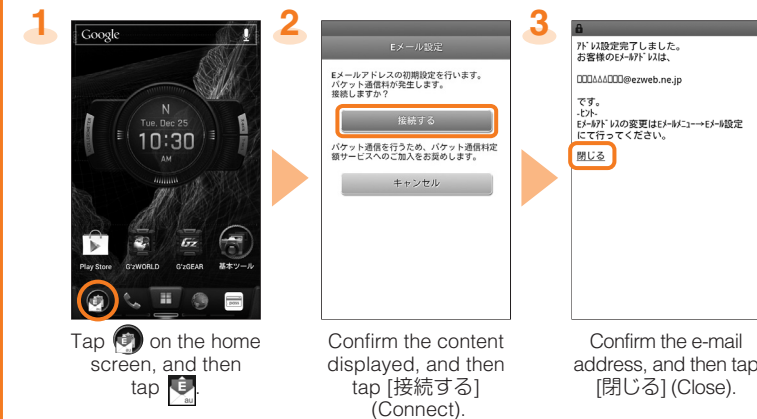 1
Google
N
Tue. Dec 25
10:30
AM
Play Store
G'zWORLD
G'zGEAR
基本ツール
E
au
Tap on the home
screen, and then
tap E au.
2
Eメール設定
Eメールアドレスの初期設定を行います。
パケット通信料が発生します。
接続しますか?
接続する
パケット通信を行うため、パケット通信料定
額サービスへのご加入をお奨めします。
キャンセル
Confirm the content
displayed, and then
tap [接続する]
(Connect).
3
ｱﾄﾞﾚｽ設定完了しました。
お客様のEﾒｰﾙｱﾄﾞﾚｽは、
□□□△△△□□□@ezweb.ne.jp
です。
-ﾋﾝﾄ-
Eﾒｰﾙｱﾄﾞﾚｽの変更はEﾒｰﾙﾒﾆｭｰ→Eﾒｰﾙ設定
にて行ってください。
閉じる
Confirm the e-mail
address, and then tap
[閉じる] (Close).